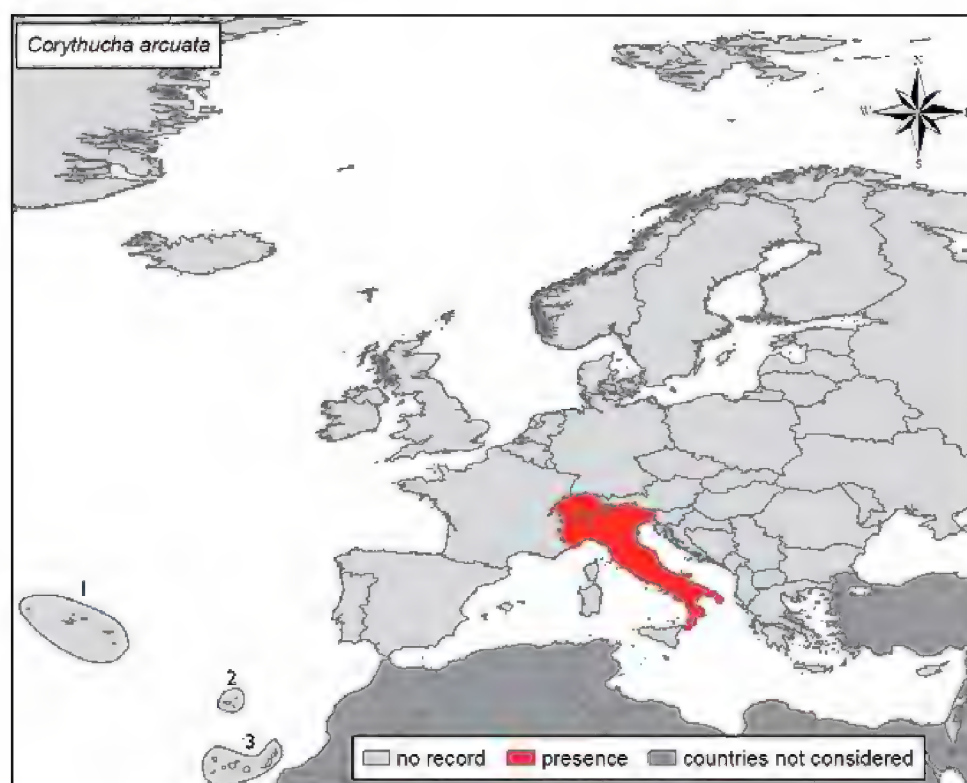 Corythucha arcuata
N
W E
S
1
2
3
no record presence countries not considered